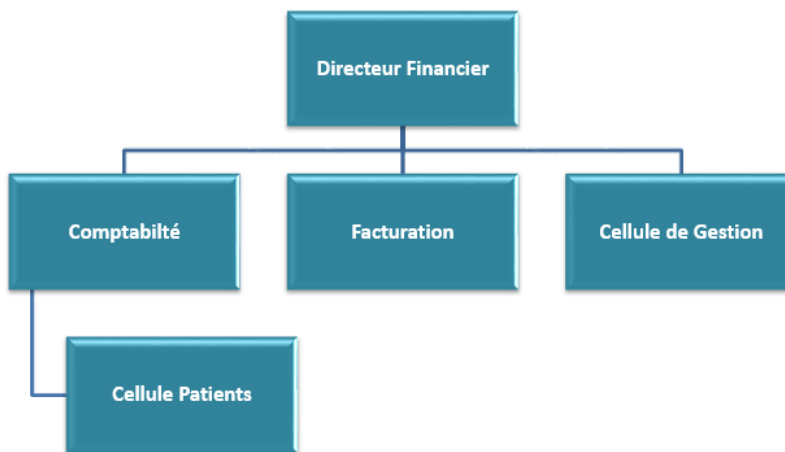 Directeur Financier
Comptabilté
Facturation
Cellule de Gestion
Cellule Patients